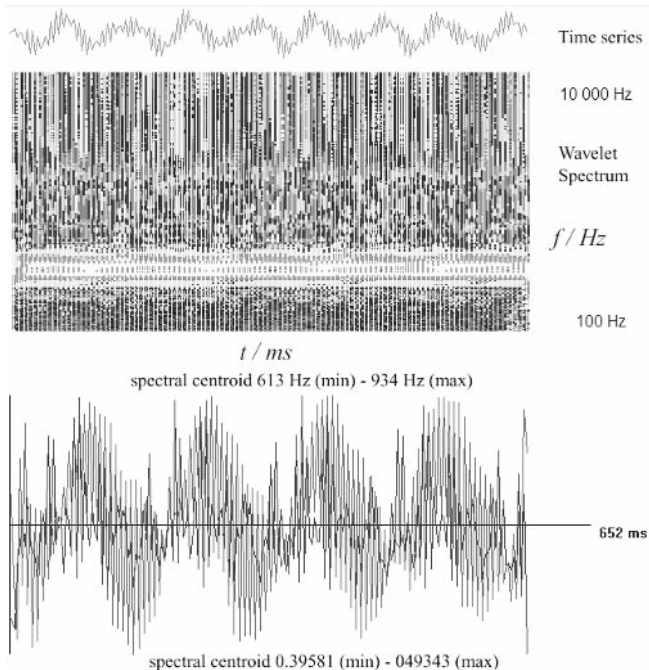 Time series
10 000 Hz
Wavelet
Spectrum
f / Hz
100 Hz
t / ms
spectral centroid 613 Hz (min) - 934 Hz (max)
652 ms
spectral centroid 0.39581 (min) - 049343 (max)